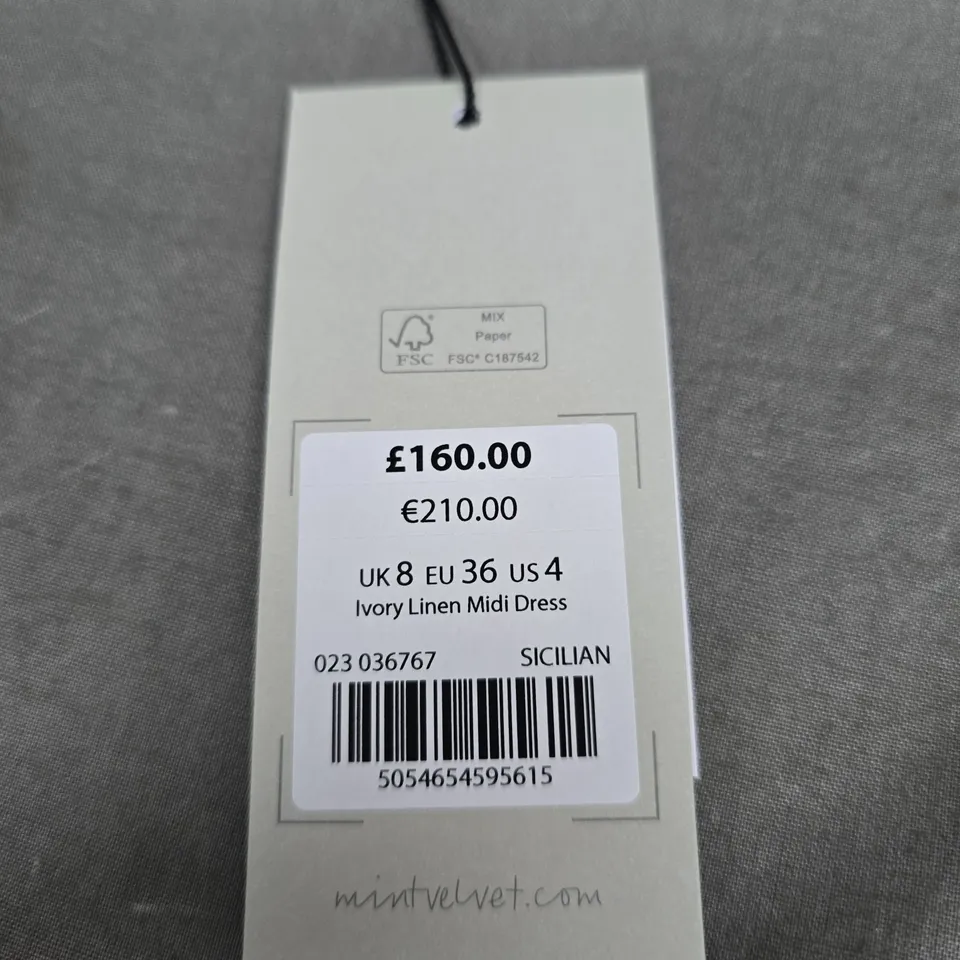 MIX
Paper
FSC FSC® C187542
£160.00
€210.00
UK 8 EU 36 US 4
Ivory Linen Midi Dress
023 036767 SICILIAN
5054654595615
mintvelvet.com